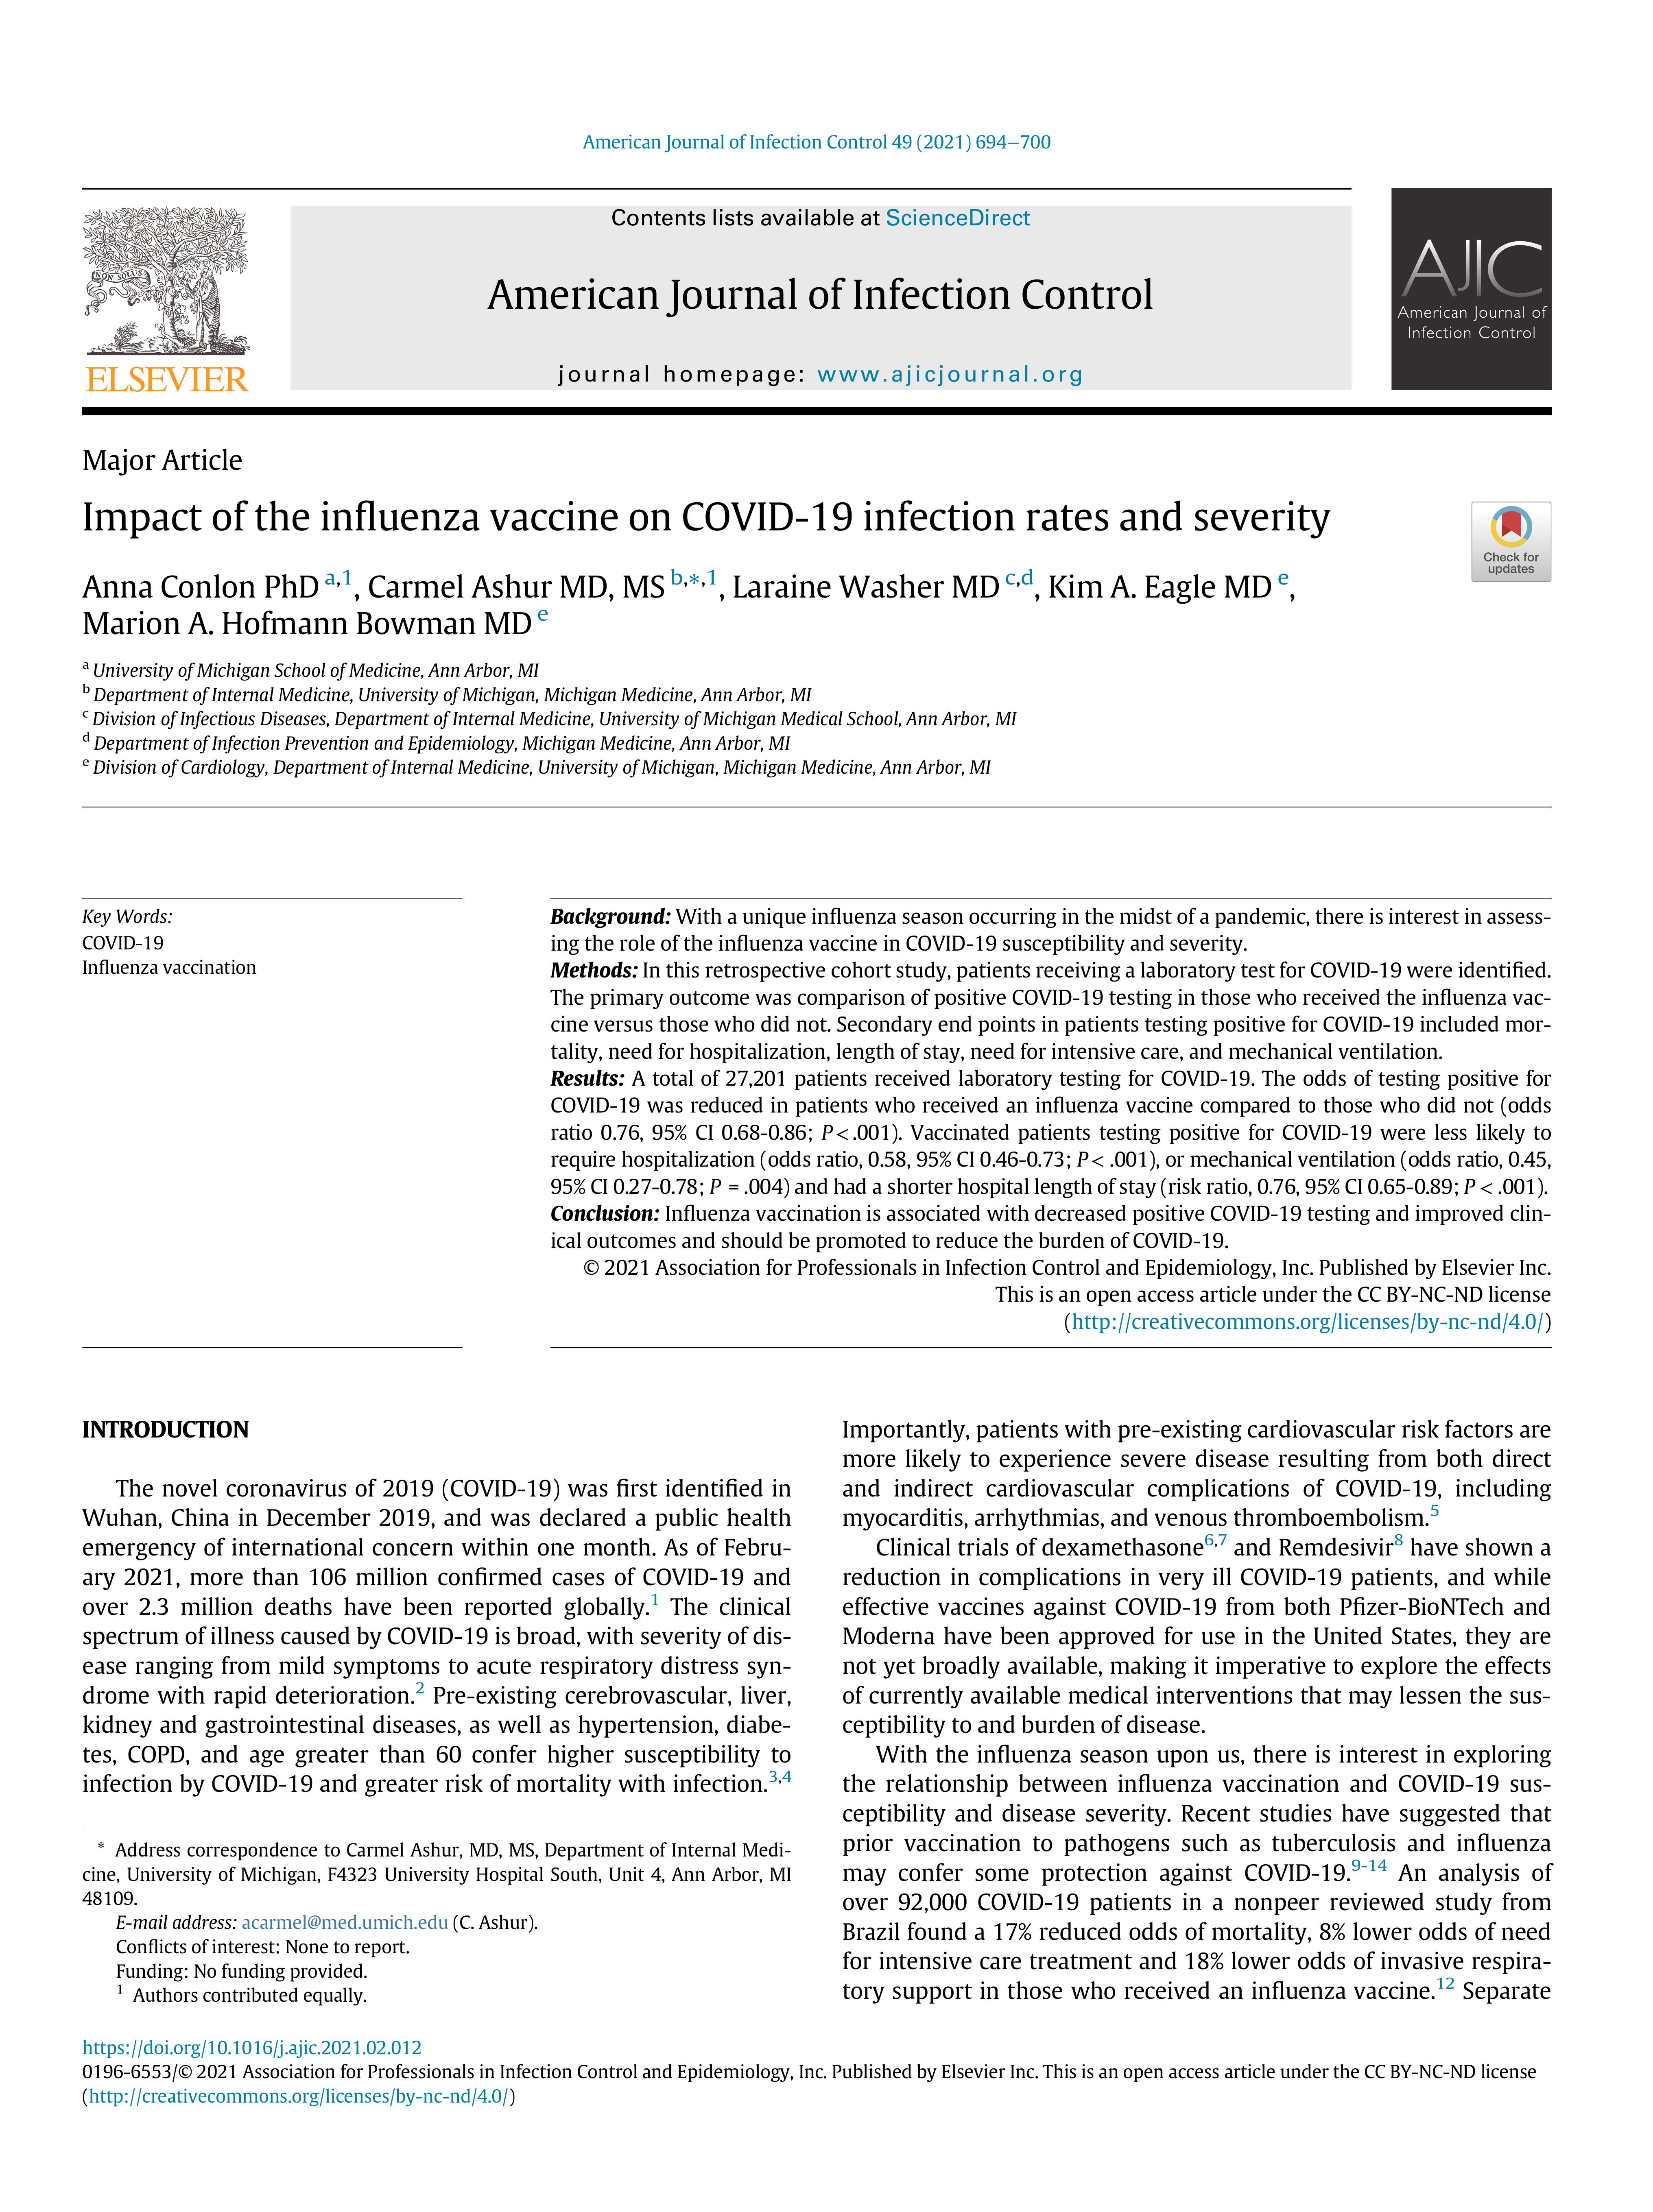 American Journal of Infection Control 49 (2021) 694−700
NON SOLUS
ELSEVIER
Contents lists available at ScienceDirect
American Journal of Infection Control
journal homepage: www.ajicjournal.org
AJIC
American Journal of
Infection Control
Major Article
Impact of the influenza vaccine on COVID-19 infection rates and severity
Check for
updates
Anna Conlon PhD a,1, Carmel Ashur MD, MS b,*,1, Laraine Washer MD c,d, Kim A. Eagle MD e,
Marion A. Hofmann Bowman MD e
a University of Michigan School of Medicine, Ann Arbor, MI
b Department of Internal Medicine, University of Michigan, Michigan Medicine, Ann Arbor, MI
c Division of Infectious Diseases, Department of Internal Medicine, University of Michigan Medical School, Ann Arbor, MI
d Department of Infection Prevention and Epidemiology, Michigan Medicine, Ann Arbor, MI
e Division of Cardiology, Department of Internal Medicine, University of Michigan, Michigan Medicine, Ann Arbor, MI
Key Words:
COVID-19
Influenza vaccination
Background: With a unique influenza season occurring in the midst of a pandemic, there is interest in assess-
ing the role of the influenza vaccine in COVID-19 susceptibility and severity.
Methods: In this retrospective cohort study, patients receiving a laboratory test for COVID-19 were identified.
The primary outcome was comparison of positive COVID-19 testing in those who received the influenza vac-
cine versus those who did not. Secondary end points in patients testing positive for COVID-19 included mor-
tality, need for hospitalization, length of stay, need for intensive care, and mechanical ventilation.
Results: A total of 27,201 patients received laboratory testing for COVID-19. The odds of testing positive for
COVID-19 was reduced in patients who received an influenza vaccine compared to those who did not (odds
ratio 0.76, 95% CI 0.68-0.86; P < .001). Vaccinated patients testing positive for COVID-19 were less likely to
require hospitalization (odds ratio, 0.58, 95% CI 0.46-0.73; P < .001), or mechanical ventilation (odds ratio, 0.45,
95% CI 0.27-0.78; P = .004) and had a shorter hospital length of stay (risk ratio, 0.76, 95% CI 0.65-0.89; P < .001).
Conclusion: Influenza vaccination is associated with decreased positive COVID-19 testing and improved clin-
ical outcomes and should be promoted to reduce the burden of COVID-19.
© 2021 Association for Professionals in Infection Control and Epidemiology, Inc. Published by Elsevier Inc.
This is an open access article under the CC BY-NC-ND license
(http://creativecommons.org/licenses/by-nc-nd/4.0/)
INTRODUCTION
The novel coronavirus of 2019 (COVID-19) was first identified in
Wuhan, China in December 2019, and was declared a public health
emergency of international concern within one month. As of Febru-
ary 2021, more than 106 million confirmed cases of COVID-19 and
over 2.3 million deaths have been reported globally.1 The clinical
spectrum of illness caused by COVID-19 is broad, with severity of dis-
ease ranging from mild symptoms to acute respiratory distress syn-
drome with rapid deterioration.2 Pre-existing cerebrovascular, liver,
kidney and gastrointestinal diseases, as well as hypertension, diabe-
tes, COPD, and age greater than 60 confer higher susceptibility to
infection by COVID-19 and greater risk of mortality with infection.3,4
* Address correspondence to Carmel Ashur, MD, MS, Department of Internal Medi-
cine, University of Michigan, F4323 University Hospital South, Unit 4, Ann Arbor, MI
48109.
E-mail address: acarmel@med.umich.edu (C. Ashur).
Conflicts of interest: None to report.
Funding: No funding provided.
1 Authors contributed equally.
Importantly, patients with pre-existing cardiovascular risk factors are
more likely to experience severe disease resulting from both direct
and indirect cardiovascular complications of COVID-19, including
myocarditis, arrhythmias, and venous thromboembolism.5
Clinical trials of dexamethasone6,7 and Remdesivir8 have shown a
reduction in complications in very ill COVID-19 patients, and while
effective vaccines against COVID-19 from both Pfizer-BioNTech and
Moderna have been approved for use in the United States, they are
not yet broadly available, making it imperative to explore the effects
of currently available medical interventions that may lessen the sus-
ceptibility to and burden of disease.
With the influenza season upon us, there is interest in exploring
the relationship between influenza vaccination and COVID-19 sus-
ceptibility and disease severity. Recent studies have suggested that
prior vaccination to pathogens such as tuberculosis and influenza
may confer some protection against COVID-19.9-14 An analysis of
over 92,000 COVID-19 patients in a nonpeer reviewed study from
Brazil found a 17% reduced odds of mortality, 8% lower odds of need
for intensive care treatment and 18% lower odds of invasive respira-
tory support in those who received an influenza vaccine.12 Separate
https://doi.org/10.1016/j.ajic.2021.02.012
0196-6553/© 2021 Association for Professionals in Infection Control and Epidemiology, Inc. Published by Elsevier Inc. This is an open access article under the CC BY-NC-ND license
(http://creativecommons.org/licenses/by-nc-nd/4.0/)